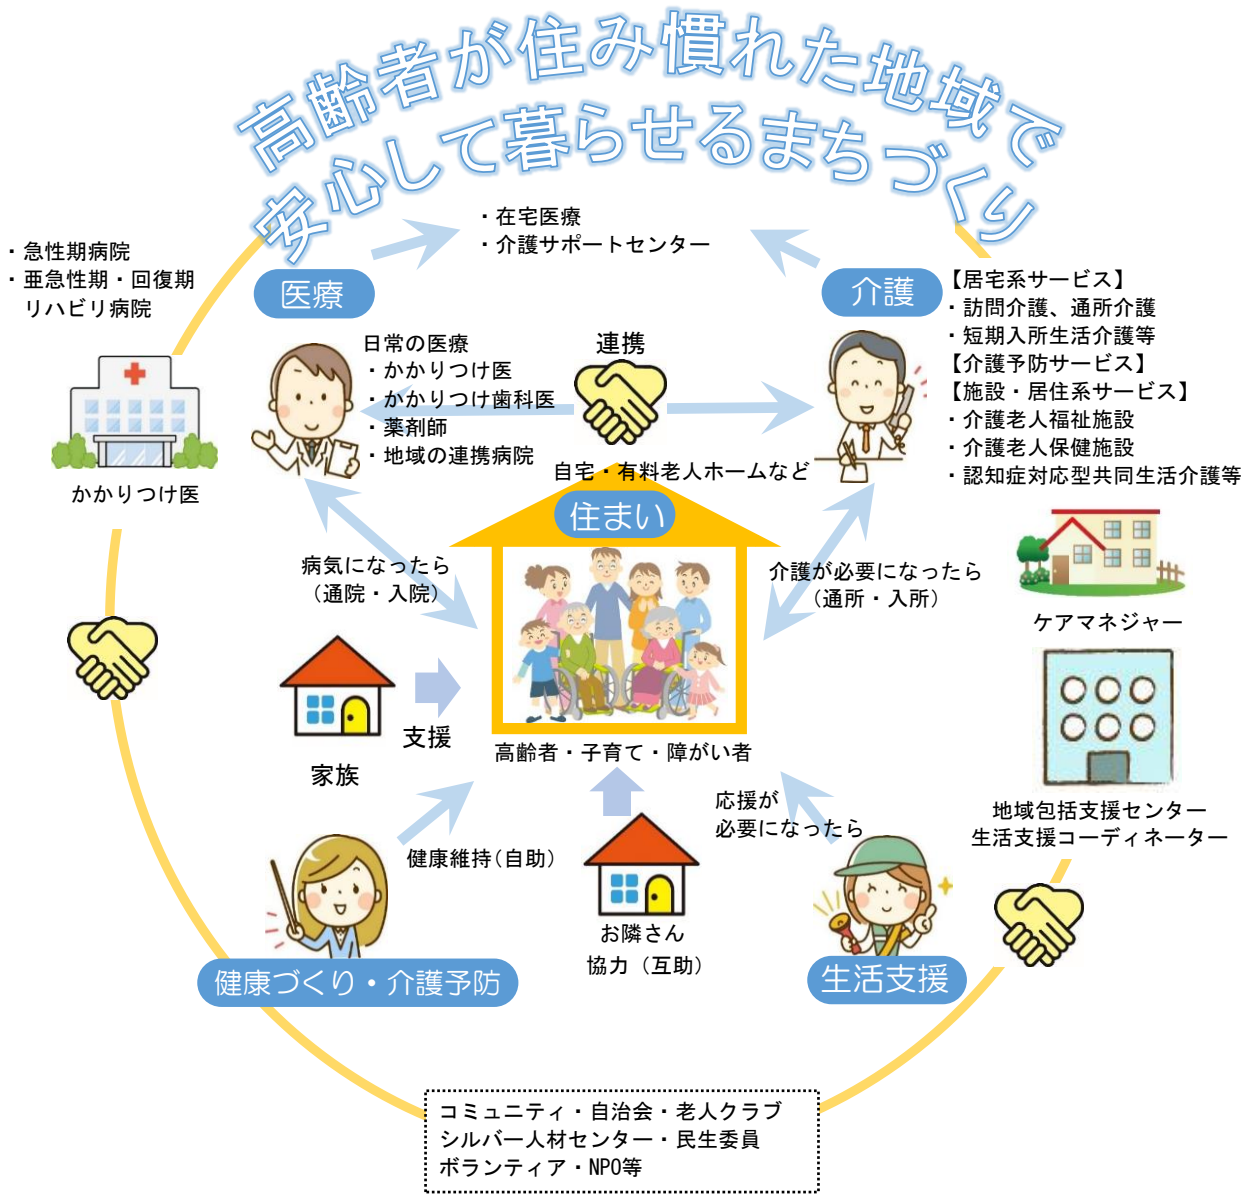 高齢者が住み慣れた地域で
安心して暮らせるまちづくり
・在宅医療
・介護サポートセンター
・急性期病院
・亜急性期・回復期
リハビリ病院
医療
介護
【居宅系サービス】
・訪問介護、通所介護
・短期入所生活介護等
【介護予防サービス】
【施設・居住系サービス】
・介護老人福祉施設
・介護老人保健施設
・認知症対応型共同生活介護等
日常の医療
・かかりつけ医
・かかりつけ歯科医
・薬剤師
・地域の連携病院
連携
かかりつけ医
自宅・有料老人ホームなど
住まい
病気になったら
（通院・入院）
介護が必要になったら
（通所・入所）
ケアマネジャー
支援
家族
高齢者・子育て・障がい者
地域包括支援センター
生活支援コーディネーター
応援が
必要になったら
健康維持(自助)
お隣さん
協力（互助）
健康づくり・介護予防
生活支援
コミュニティ・自治会・老人クラブ
シルバー人材センター・民生委員
ボランティア・NPO等